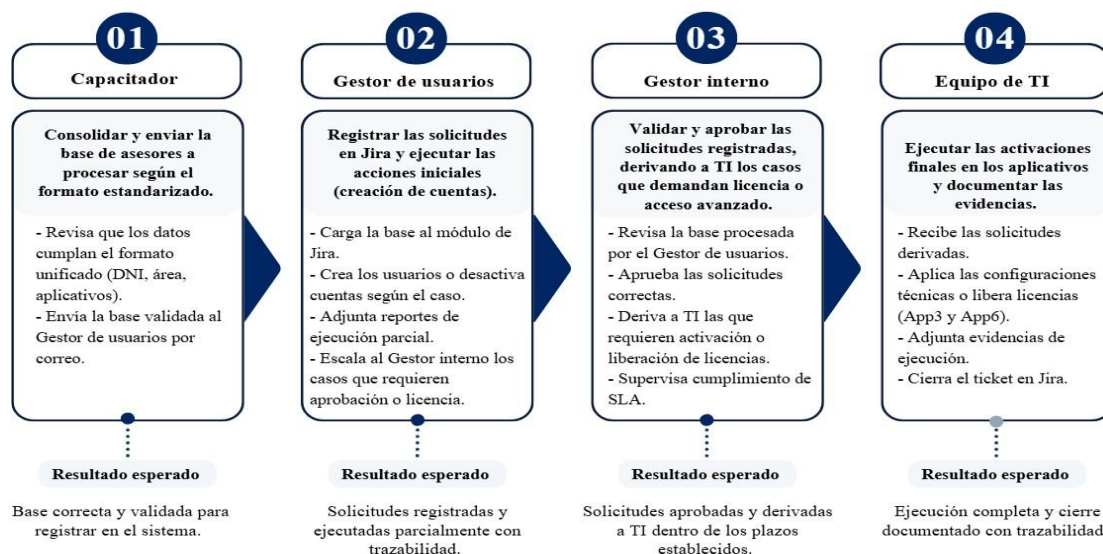 01
Capacitador
Consolidar y enviar la
base de asesores a
procesar según el
formato estandarizado.
- Revisa que los datos
cumplan el formato
unificado (DNI, área,
aplicativos).
- Envía la base validada al
Gestor de usuarios por
correo.
Resultado esperado
Base correcta y validada para
registrar en el sistema.
02
Gestor de usuarios
Registrar las solicitudes
en Jira y ejecutar las
acciones iniciales
(creación de cuentas).
- Carga la base al módulo de
Jira.
- Crea los usuarios o desactiva
cuentas según el caso.
- Adjunta reportes de
ejecución parcial.
- Escala al Gestor interno los
casos que requieren
aprobación o licencia.
Resultado esperado
Solicitudes registradas y
ejecutadas parcialmente con
trazabilidad.
03
Gestor interno
Validar y aprobar las
solicitudes registradas,
derivando a TI los casos
que demandan licencia o
acceso avanzado.
- Revisa la base procesada
por el Gestor de usuarios.
- Aprueba las solicitudes
correctas.
- Deriva a TI las que
requieren activación o
liberación de licencias.
- Supervisa cumplimiento de
SLA.
Resultado esperado
Solicitudes aprobadas y derivadas
a TI dentro de los plazos
establecidos.
04
Equipo de TI
Ejecutar las activaciones
finales en los aplicativos
y documentar las
evidencias.
- Recibe las solicitudes
derivadas.
- Aplica las configuraciones
técnicas o libera licencias
(App3 y App6).
- Adjunta evidencias de
ejecución.
- Cierra el ticket en Jira.
Resultado esperado
Ejecución completa y cierre
documentado con trazabilidad